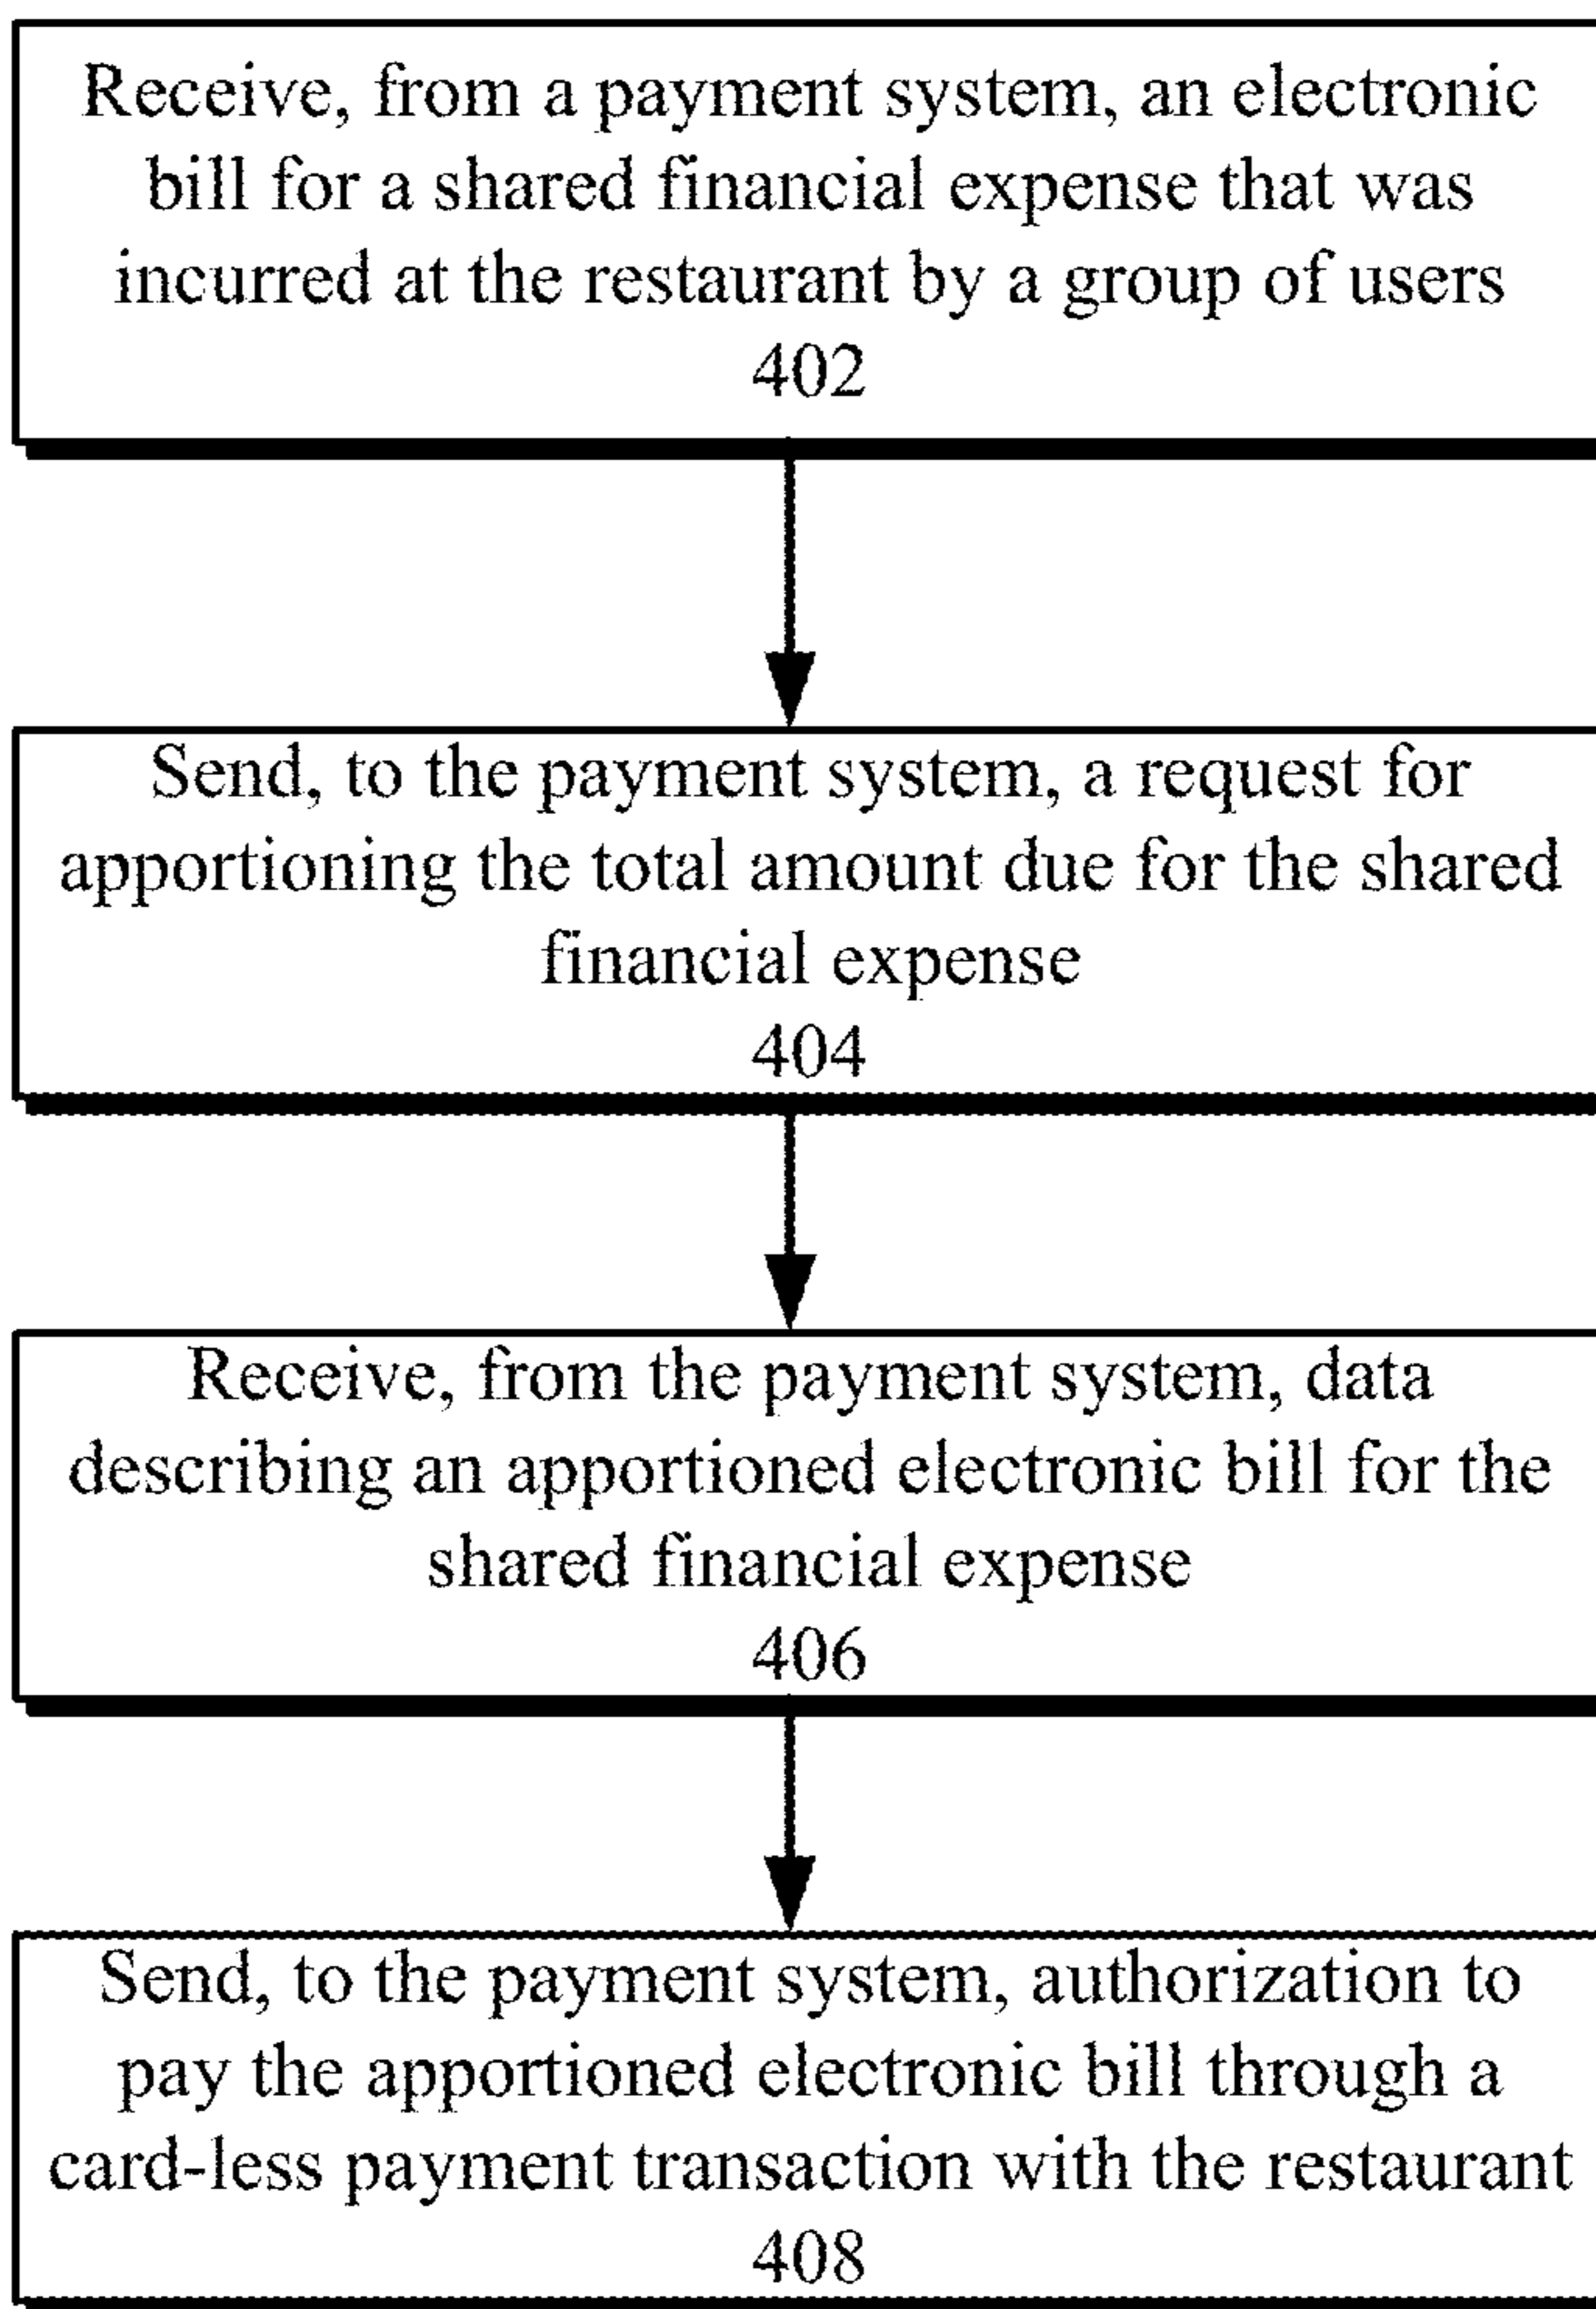 Receive, from a payment system, an electronic
bill for a shared financial expense that was
incurred at the restaurant by a group of users
402
Send, to the payment system, a request for
apportioning the total amount due for the shared
financial expense
404
Receive, from the payment system, data
describing an apportioned electronic bill for the
shared financial expense
406
Send, to the payment system, authorization to
pay the apportioned electronic bill through a
card-less payment transaction with the restaurant
408